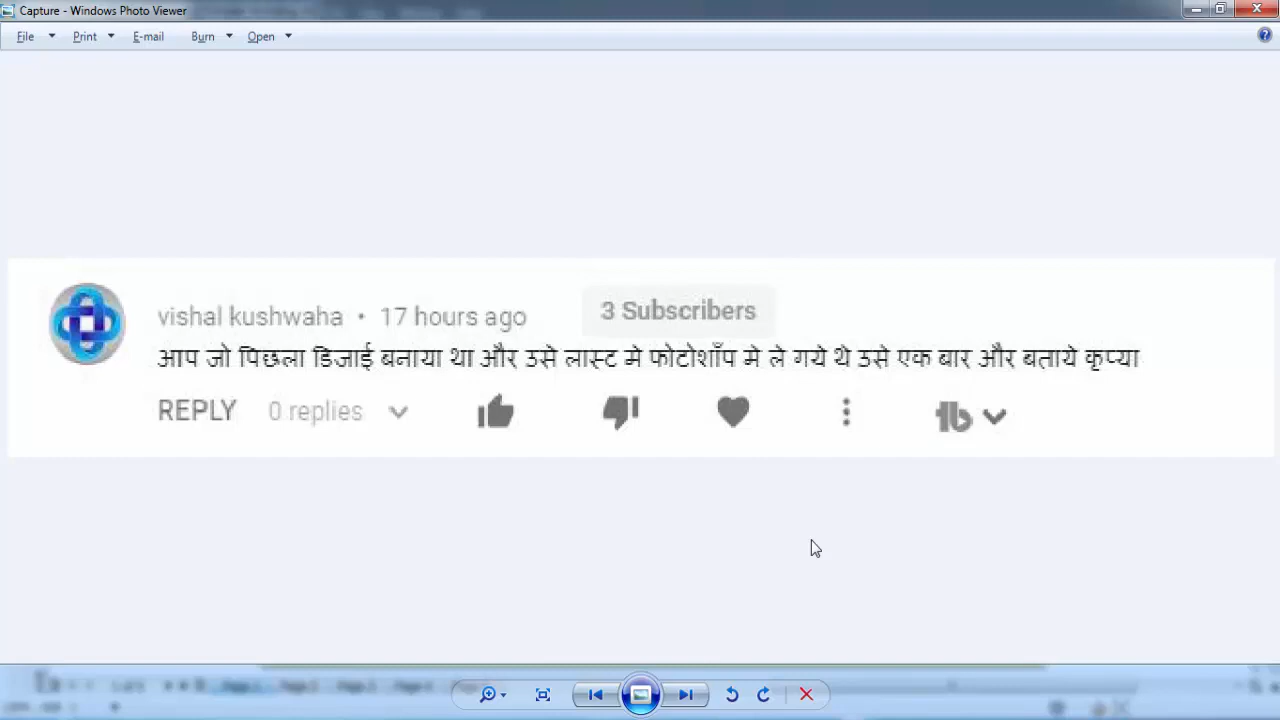 Capture - Windows Photo Viewer
File Print E-mail Burn Open
vishal kushwaha • 17 hours ago 3 Subscribers
आप जो पिछला डिजाई बनाया था और उसे लास्ट मे फोटोशॉप मे ले गये थे उसे एक बार और बताये कृप्या
REPLY 0 replies